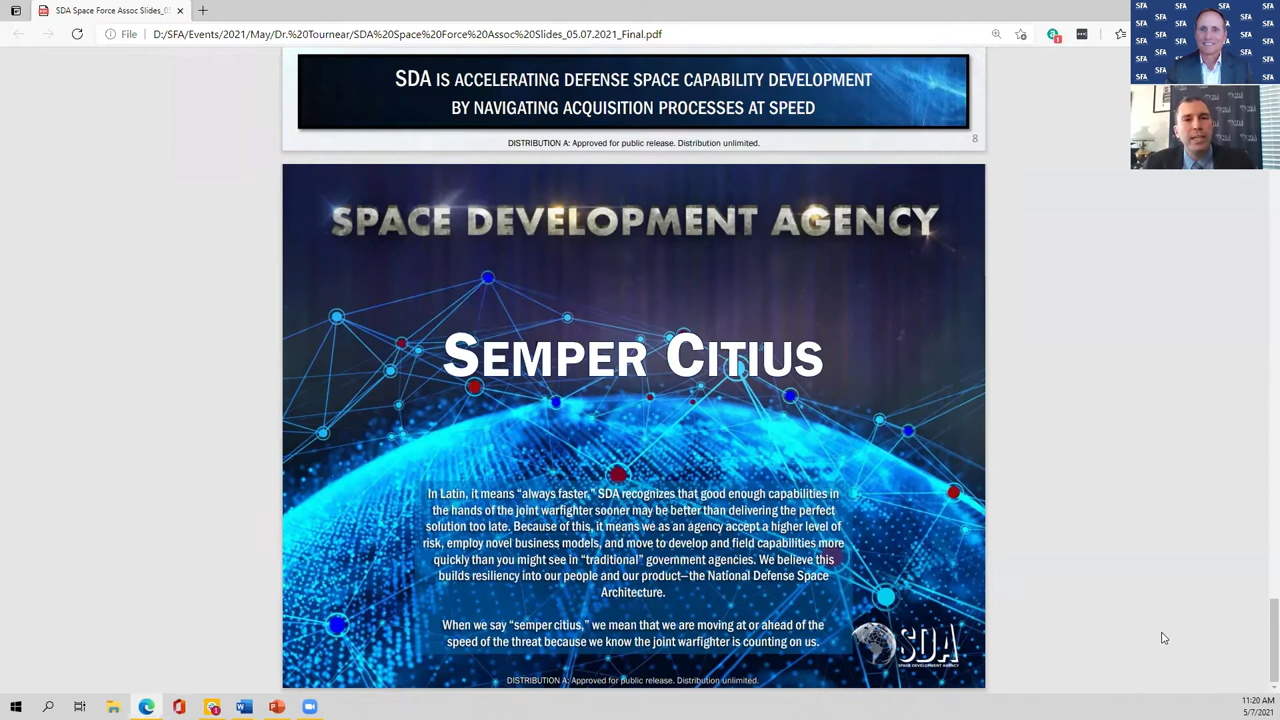 SDA Space Force Assoc Slides_05
File
D:/SFA/Events/2021/May/Dr.%20Tournear/SDA%20Space%20Force%20Assoc%20Slides_05.07.2021_Final.pdf
SDA IS ACCELERATING DEFENSE SPACE CAPABILITY DEVELOPMENT
BY NAVIGATING ACQUISITION PROCESSES AT SPEED
DISTRIBUTION A: Approved for public release. Distribution unlimited.
8
SPACE DEVELOPMENT AGENCY
SEMPER CITIUS
In Latin, it means “always faster.” SDA recognizes that good enough capabilities in
the hands of the joint warfighter sooner may be better than delivering the perfect
solution too late. Because of this, it means we as an agency accept a higher level of
risk, employ novel business models, and move to develop and field capabilities more
quickly than you might see in “traditional” government agencies. We believe this
builds resiliency into our people and our product—the National Defense Space
Architecture.
When we say “semper citius,” we mean that we are moving at or ahead of the
speed of the threat because we know the joint warfighter is counting on us.
SDA
SPACE DEVELOPMENT AGENCY
DISTRIBUTION A: Approved for public release. Distribution unlimited.
SFA SFA
11:20 AM
5/7/2021